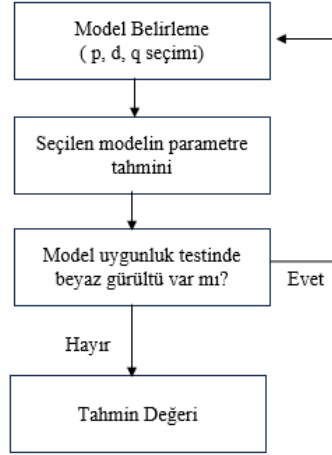 Model Belirleme
( p, d, q seçimi)
Seçilen modelin parametre
tahmini
Model uygunluk testinde
beyaz gürültü var mı?
Evet
Hayır
Tahmin Değeri